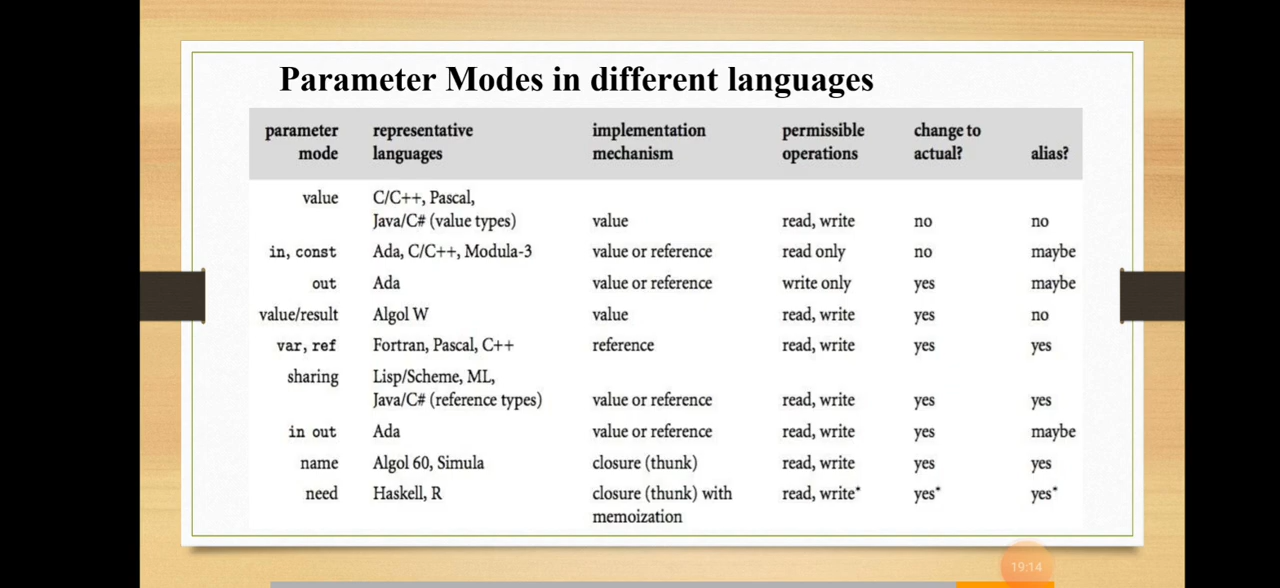 Parameter Modes in different languages
parameter mode representative languages implementation mechanism permissible operations change to actual? alias?
value C/C++, Pascal,
Java/C# (value types) value read, write no no
in, const Ada, C/C++, Modula-3 value or reference read only no maybe
out Ada value or reference write only yes maybe
value/result Algol W value read, write yes no
var, ref Fortran, Pascal, C++ reference read, write yes yes
sharing Lisp/Scheme, ML,
Java/C# (reference types) value or reference read, write yes yes
in out Ada value or reference read, write yes maybe
name Algol 60, Simula closure (thunk) read, write yes yes
need Haskell, R closure (thunk) with read, write* yes* yes*
memoization
19:14